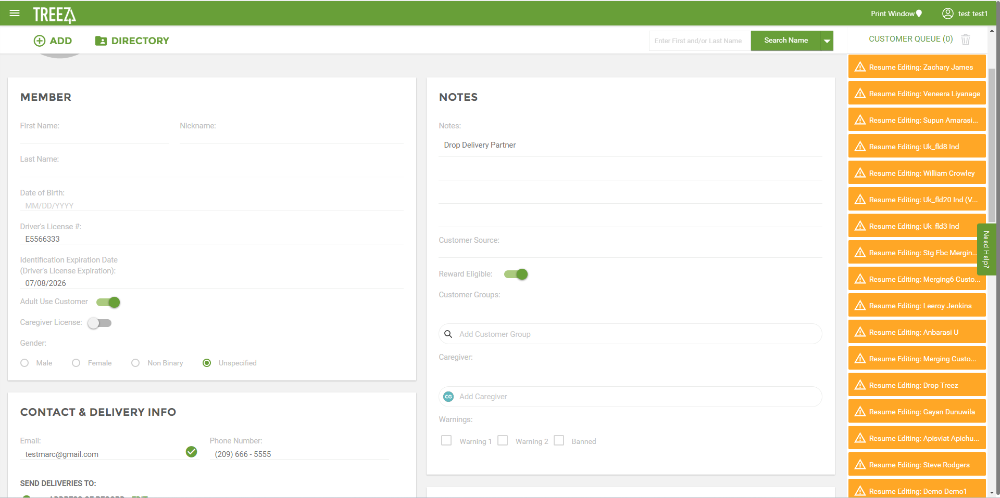 TREEZ
Print Window
test test1
ADD
DIRECTORY
Enter First and/or Last Name
Search Name
CUSTOMER QUEUE (0)
MEMBER
First Name:
Nickname:
Last Name:
Date of Birth:
MM/DD/YYYY
Driver's License #:
E5566333
Identification Expiration Date
(Driver's License Expiration):
07/08/2026
Adult Use Customer
Caregiver License:
Gender:
Male
Female
Non Binary
Unspecified
CONTACT & DELIVERY INFO
Email:
testmarc@gmail.com
Phone Number:
(209) 666 - 5555
SEND DELIVERIES TO:
ADDRESS OF RECORD
EDIT
NOTES
Notes:
Drop Delivery Partner
Customer Source:
Reward Eligible:
Customer Groups:
Add Customer Group
Caregiver:
CG
Add Caregiver
Warnings:
Warning 1
Warning 2
Banned
Resume Editing: Zachary James
Resume Editing: Veneera Liyanage
Resume Editing: Supun Amarasi...
Resume Editing: Uk_fld8 Ind
Resume Editing: William Crowley
Resume Editing: Uk_fld20 Ind (V...
Resume Editing: Uk_fld3 Ind
Resume Editing: Stg Ebc Mergin...
Resume Editing: Merging6 Custo...
Resume Editing: Leeroy Jenkins
Resume Editing: Anbarasi U
Resume Editing: Merging Custo...
Resume Editing: Drop Treez
Resume Editing: Gayan Dunuwila
Resume Editing: Apisviat Apichu...
Resume Editing: Steve Rodgers
Resume Editing: Demo Demo1
Need Help?